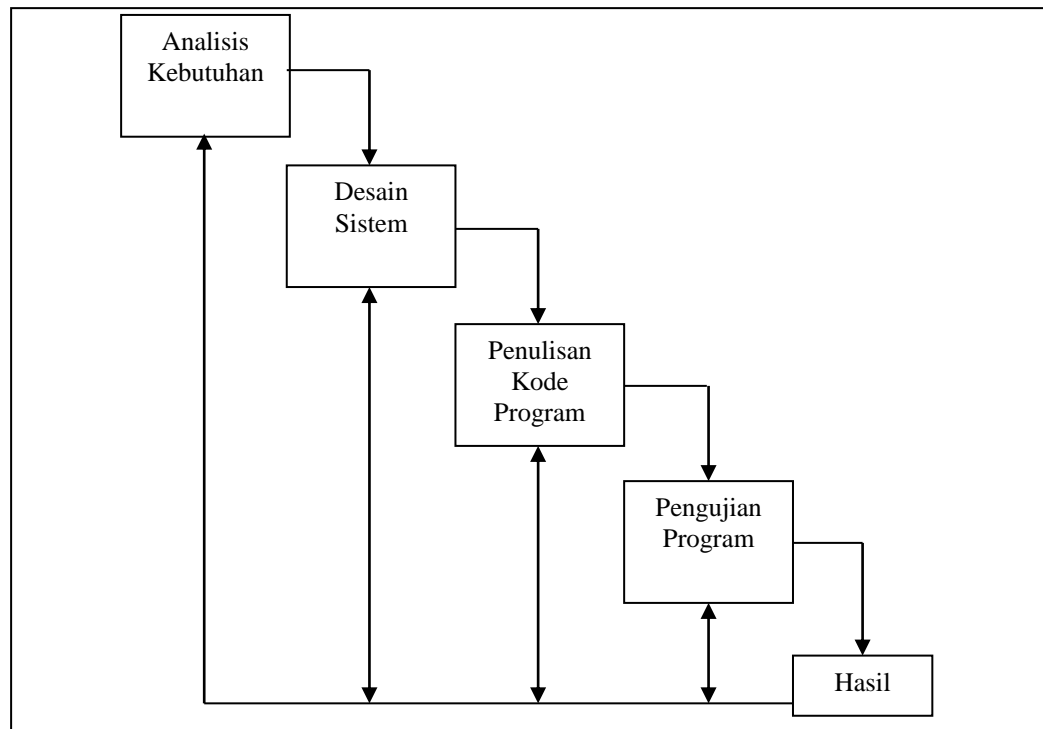 Analisis
Kebutuhan
Desain
Sistem
Penulisan
Kode
Program
Pengujian
Program
Hasil